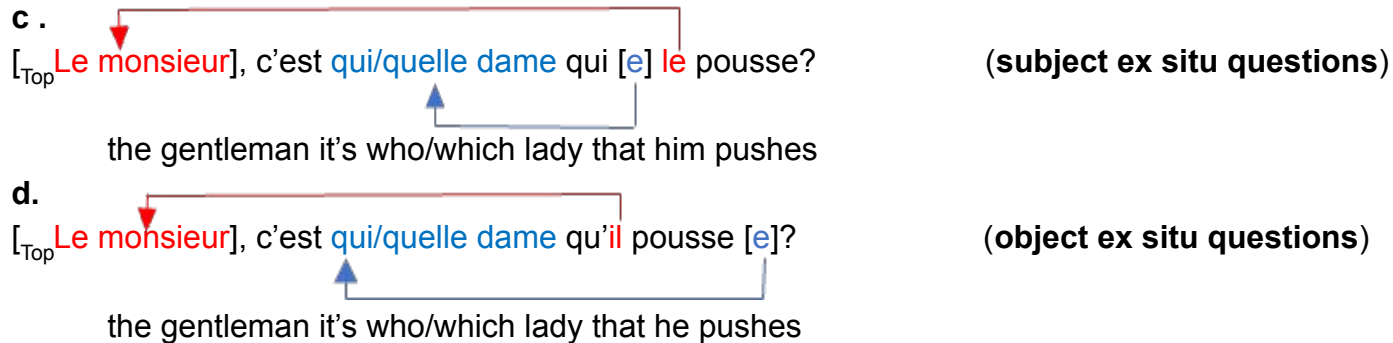 c .
[TopLe monsieur], c’est qui/quelle dame qui [e] le pousse? (subject ex situ questions)
the gentleman it’s who/which lady that him pushes
d.
[TopLe monsieur], c’est qui/quelle dame qu’il pousse [e]? (object ex situ questions)
the gentleman it’s who/which lady that he pushes